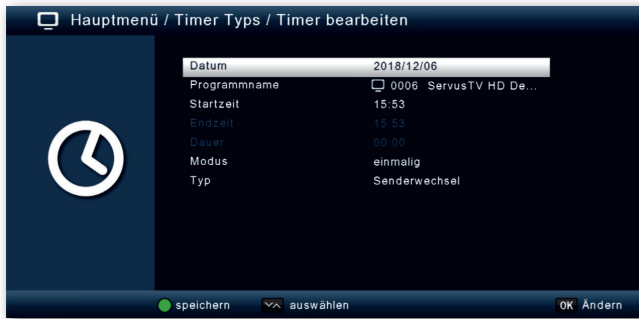 Hauptmenü / Timer Typs / Timer bearbeiten
Datum 2018/12/06
Programmname 0006 ServusTV HD De...
Startzeit 15:53
Endzeit 15:53
Dauer 00:00
Modus einmalig
Typ Senderwechsel
speichern auswählen OK Ändern